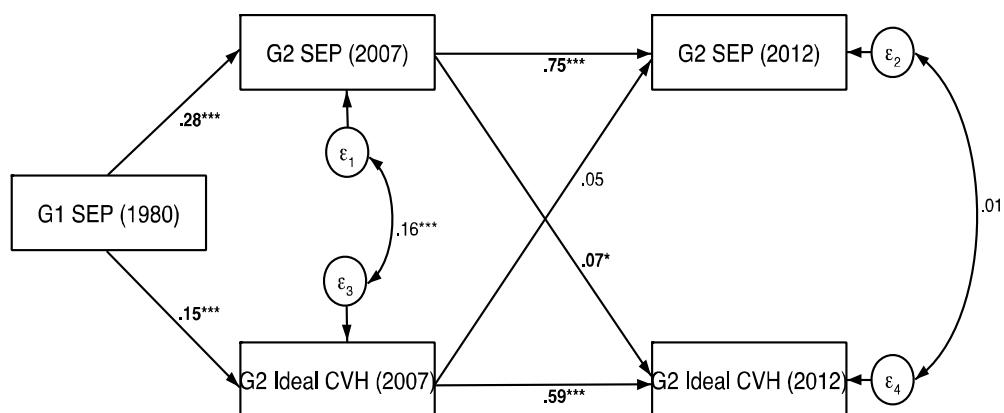 G2 SEP (2007)
.75***
G2 SEP (2012)
ε2
.28***
ε1
.05
G1 SEP (1980)
.16***
.01
.07*
ε3
.15***
G2 Ideal CVH (2007)
.59***
G2 Ideal CVH (2012)
ε4